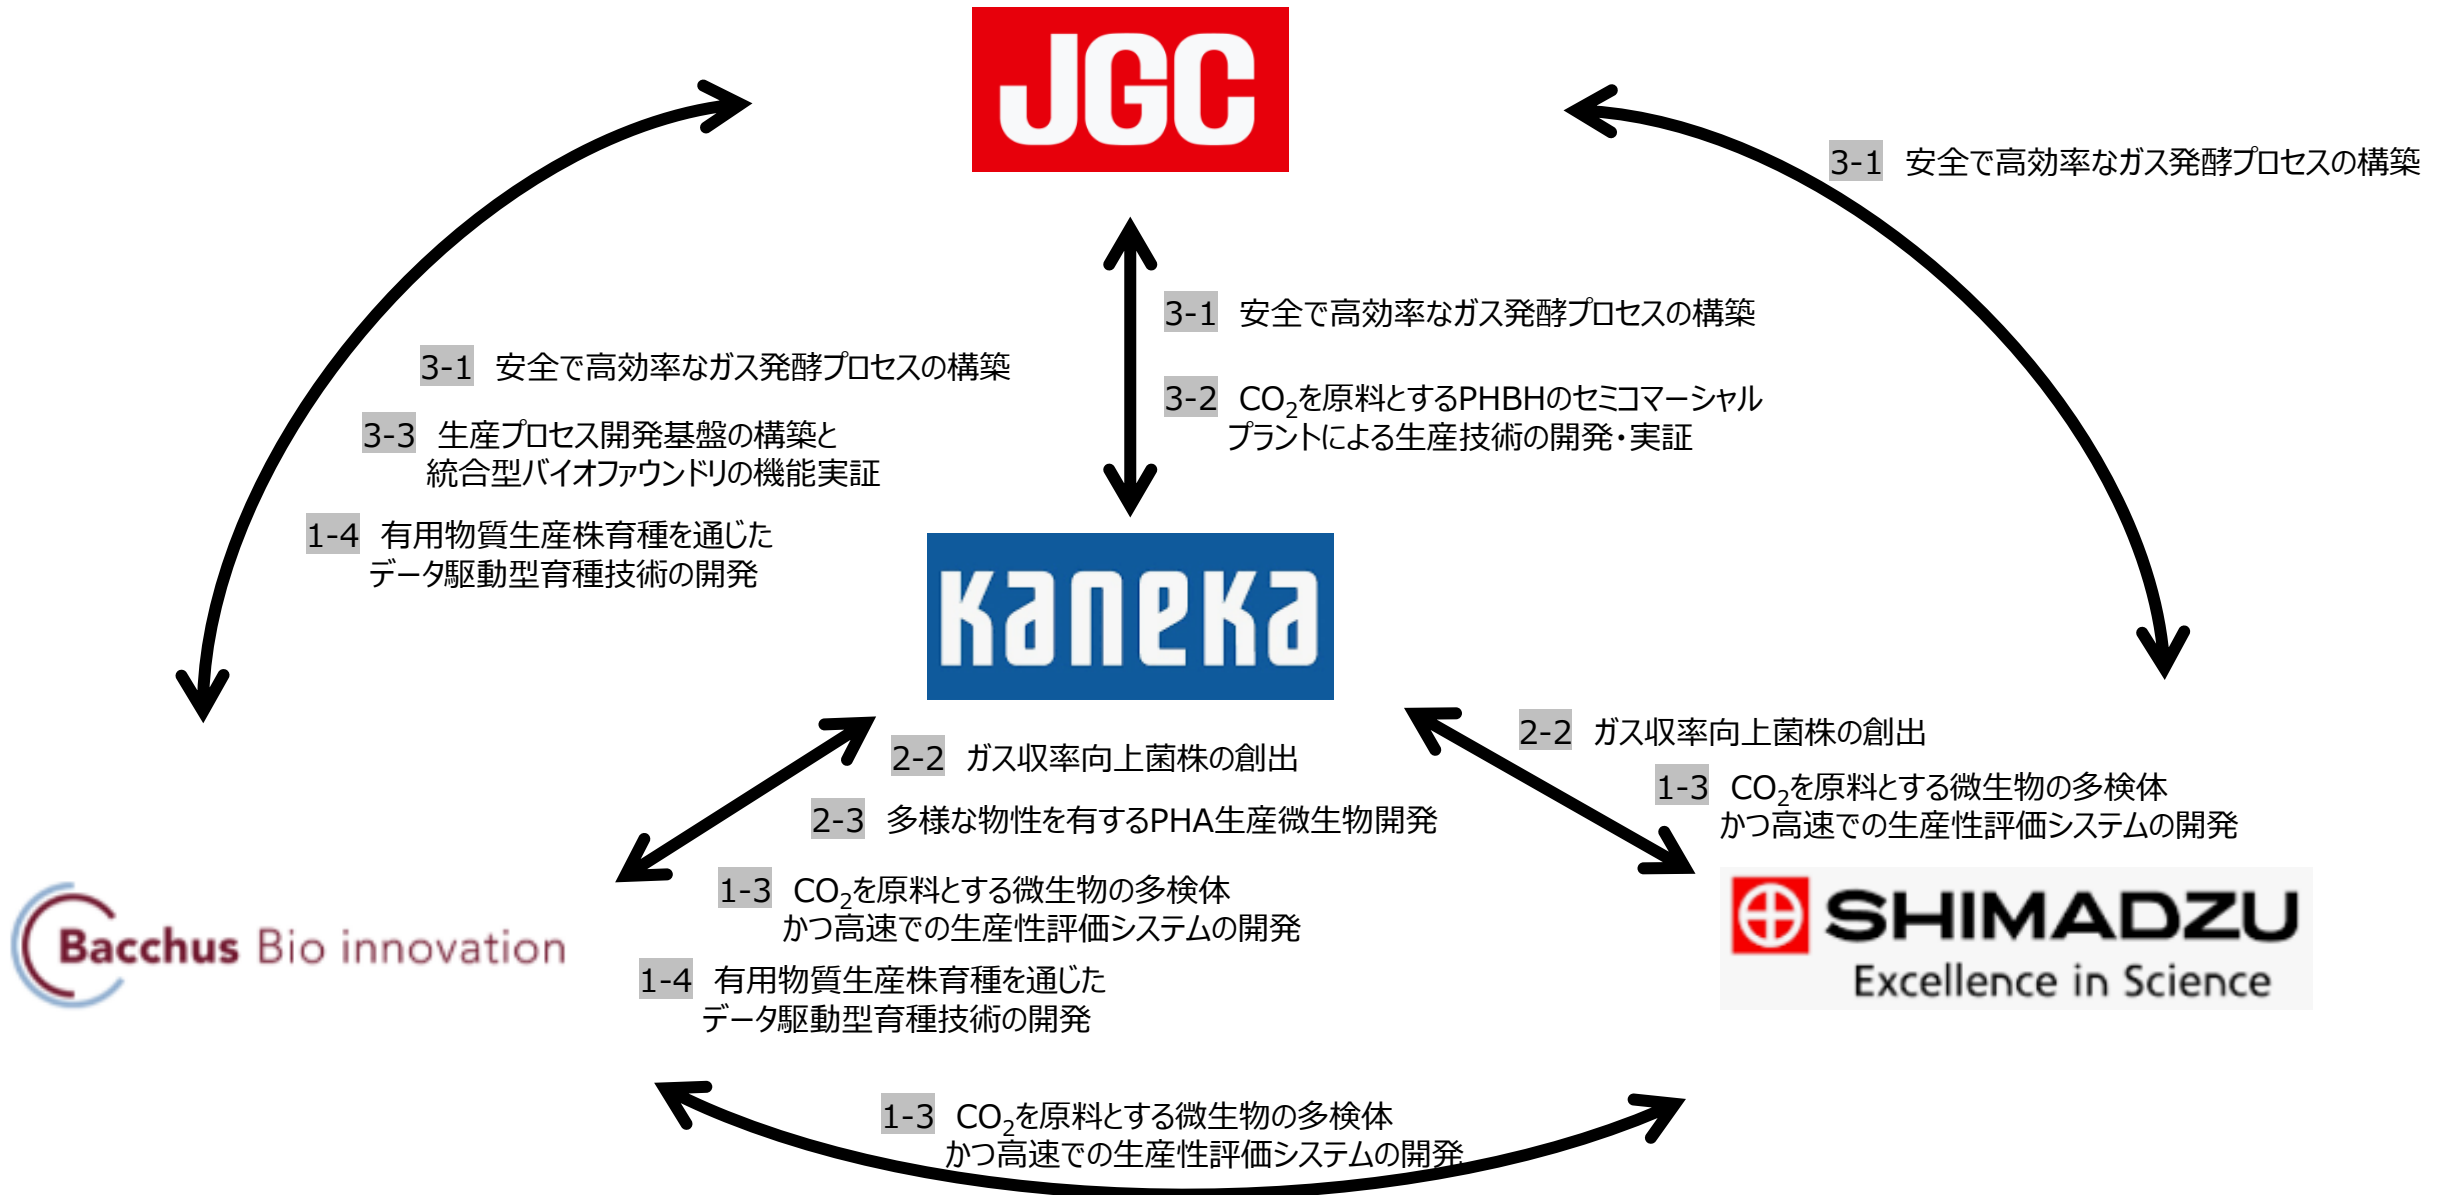 JGC
3-1 安全で高効率なガス発酵プロセスの構築
3-1 安全で高効率なガス発酵プロセスの構築
3-2 CO₂を原料とするPHBHのセミコマーシャル
プラントによる生産技術の開発・実証
3-1 安全で高効率なガス発酵プロセスの構築
3-3 生産プロセス開発基盤の構築と
統合型バイオファウンドリの機能実証
1-4 有用物質生産株育種を通じた
データ駆動型育種技術の開発
kaneka
2-2 ガス収率向上菌株の創出
2-3 多様な物性を有するPHA生産微生物開発
1-3 CO₂を原料とする微生物の多検体
かつ高速での生産性評価システムの開発
1-4 有用物質生産株育種を通じた
データ駆動型育種技術の開発
2-2 ガス収率向上菌株の創出
1-3 CO₂を原料とする微生物の多検体
かつ高速での生産性評価システムの開発
Bacchus Bio innovation
SHIMADZU
Excellence in Science
1-3 CO₂を原料とする微生物の多検体
かつ高速での生産性評価システムの開発